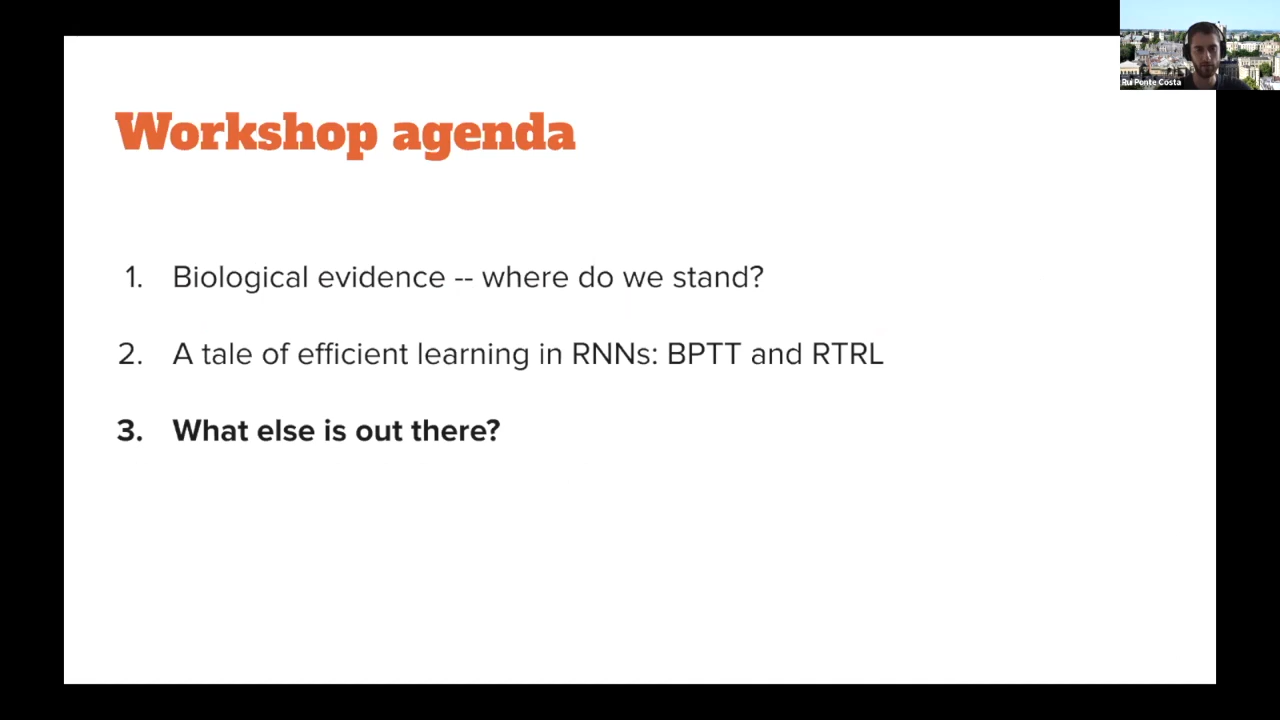 Rui Ponte Costa
Workshop agenda
1. Biological evidence -- where do we stand?
2. A tale of efficient learning in RNNs: BPTT and RTRL
3. What else is out there?